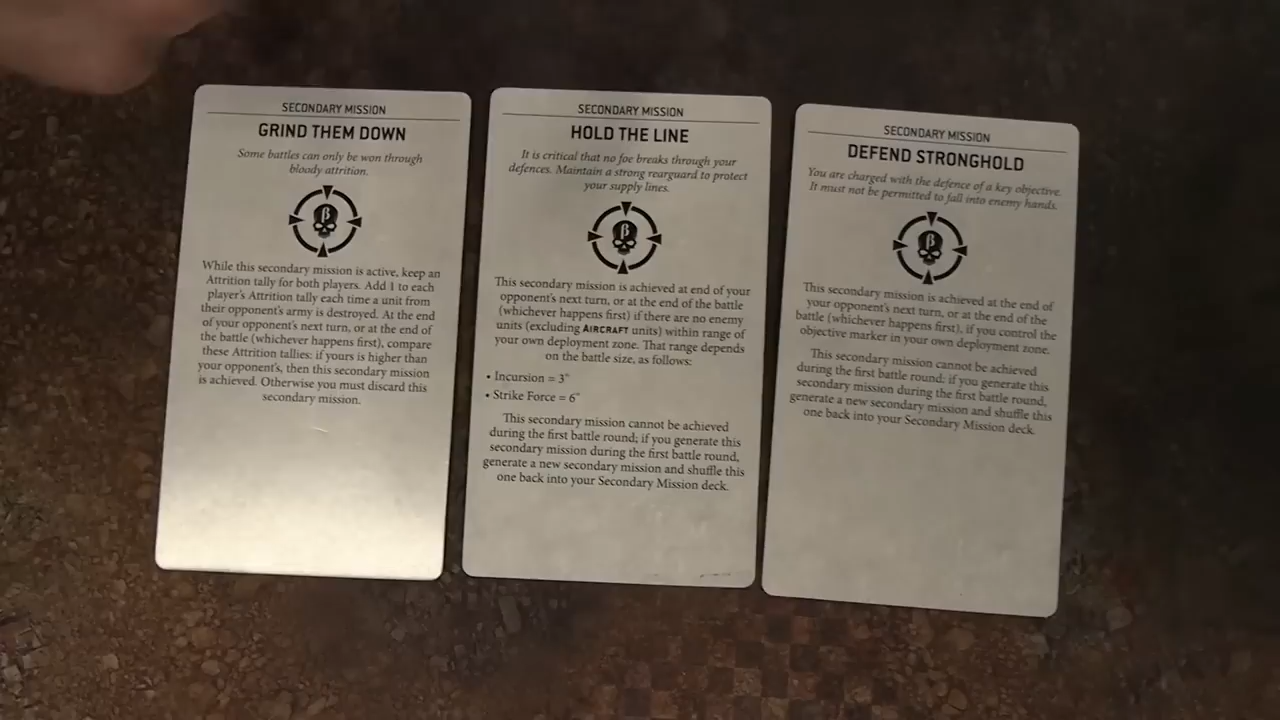 SECONDARY MISSION
GRIND THEM DOWN
Some battles can only be won through
bloody attrition.
β
While this secondary mission is active, keep an
Attrition tally for both players. Add 1 to each
player's Attrition tally each time a unit from
their opponent's army is destroyed. At the end
of your opponent's next turn, or at the end of
the battle (whichever happens first), compare
these Attrition tallies: if yours is higher than
your opponent's, then this secondary mission
is achieved. Otherwise you must discard this
secondary mission.
SECONDARY MISSION
HOLD THE LINE
It is critical that no foe breaks through your
defences. Maintain a strong rearguard to protect
your supply lines.
β
This secondary mission is achieved at end of your
opponent's next turn, or at the end of the battle
(whichever happens first) if there are no enemy
units (excluding AIRCRAFT units) within range of
your own deployment zone. That range depends
on the battle size, as follows:
• Incursion = 3"
• Strike Force = 6"
This secondary mission cannot be achieved
during the first battle round; if you generate this
secondary mission during the first battle round,
generate a new secondary mission and shuffle this
one back into your Secondary Mission deck.
SECONDARY MISSION
DEFEND STRONGHOLD
You are charged with the defence of a key objective.
It must not be permitted to fall into enemy hands.
β
This secondary mission is achieved at the end of
your opponent's next turn, or at the end of the
battle (whichever happens first), if you control the
objective marker in your own deployment zone.
This secondary mission cannot be achieved
during the first battle round; if you generate this
secondary mission during the first battle round,
generate a new secondary mission and shuffle this
one back into your Secondary Mission deck.